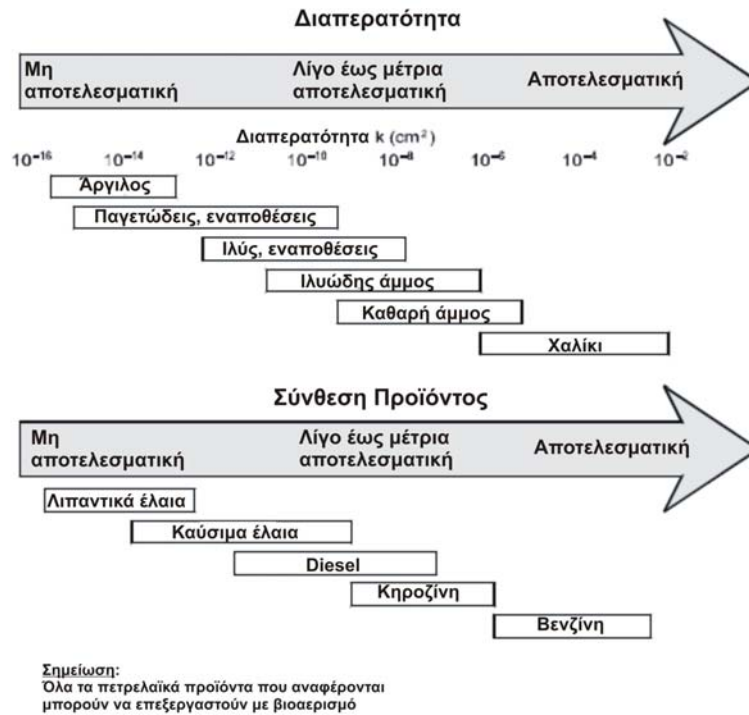 Διαπερατότητα
Μη αποτελεσματική
Λίγο έως μέτρια αποτελεσματική
Αποτελεσματική
Διαπερατότητα k (cm²)
10⁻¹⁶ 10⁻¹⁴ 10⁻¹² 10⁻¹⁰ 10⁻⁸ 10⁻⁶ 10⁻⁴ 10⁻²
Άργιλος
Παγετώδεις, εναποθέσεις
Ιλύς, εναποθέσεις
Ιλυώδης άμμος
Καθαρή άμμος
Χαλίκι
Σύνθεση Προϊόντος
Μη αποτελεσματική
Λίγο έως μέτρια αποτελεσματική
Αποτελεσματική
Λιπαντικά έλαια
Καύσιμα έλαια
Diesel
Κηροζίνη
Βενζίνη
Σημείωση:
Όλα τα πετρελαϊκά προϊόντα που αναφέρονται
μπορούν να επεξεργαστούν με βιοαερισμό